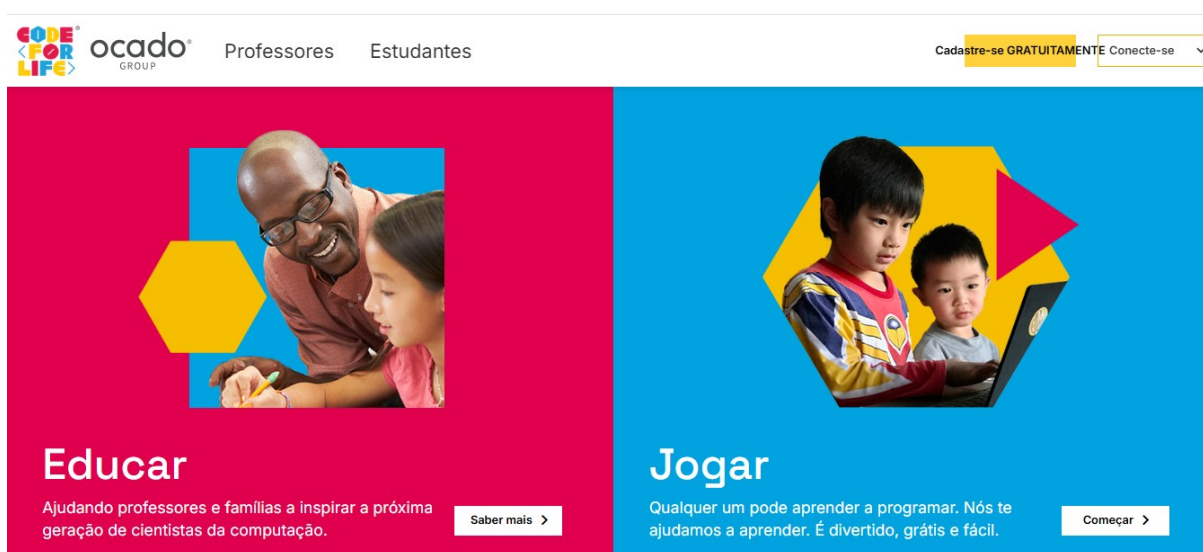 CODE
<FOR
LIFE>
ocado
GROUP
Professores Estudantes
Cadastre-se GRATUITAMENTE Conecte-se
Educar
Ajudando professores e famílias a inspirar a próxima
geração de cientistas da computação.
Saber mais
Jogar
Qualquer um pode aprender a programar. Nós te
ajudamos a aprender. É divertido, grátis e fácil.
Começar